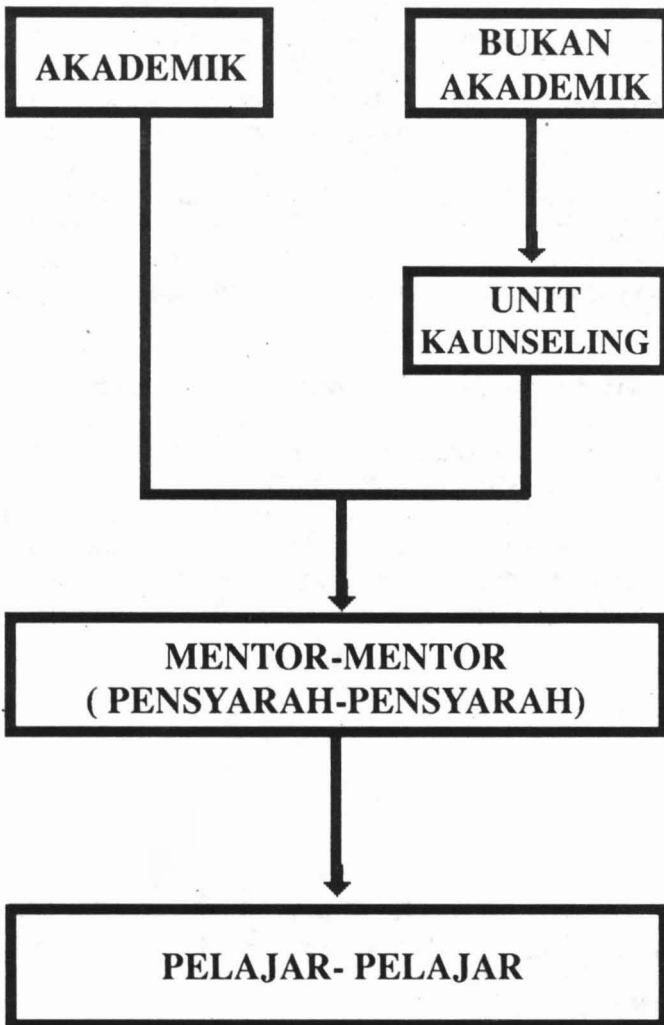 AKADEMIK
BUKAN
AKADEMIK
UNIT
KAUNSELING
MENTOR-MENTOR
( PENSYARAH-PENSYARAH)
PELAJAR- PELAJAR